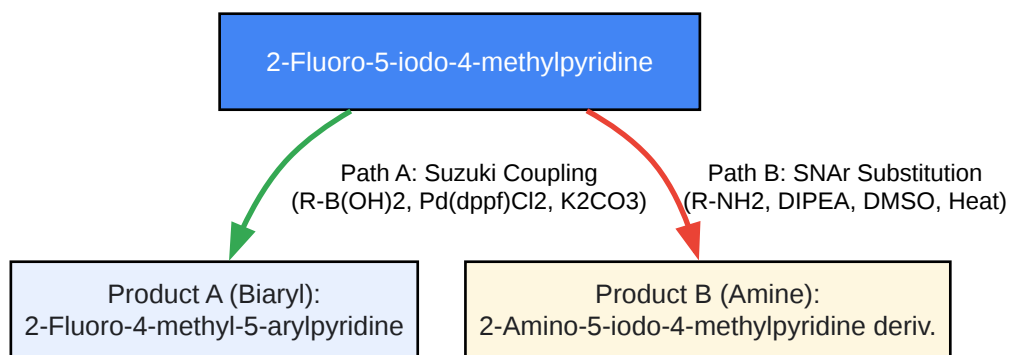 2-Fluoro-5-iodo-4-methylpyridine
Path A: Suzuki Coupling
(R-B(OH)2, Pd(dppf)Cl2, K2CO3)
Path B: SNAr Substitution
(R-NH2, DIPEA, DMSO, Heat)
Product A (Biaryl):
2-Fluoro-4-methyl-5-arylpyridine
Product B (Amine):
2-Amino-5-iodo-4-methylpyridine deriv.